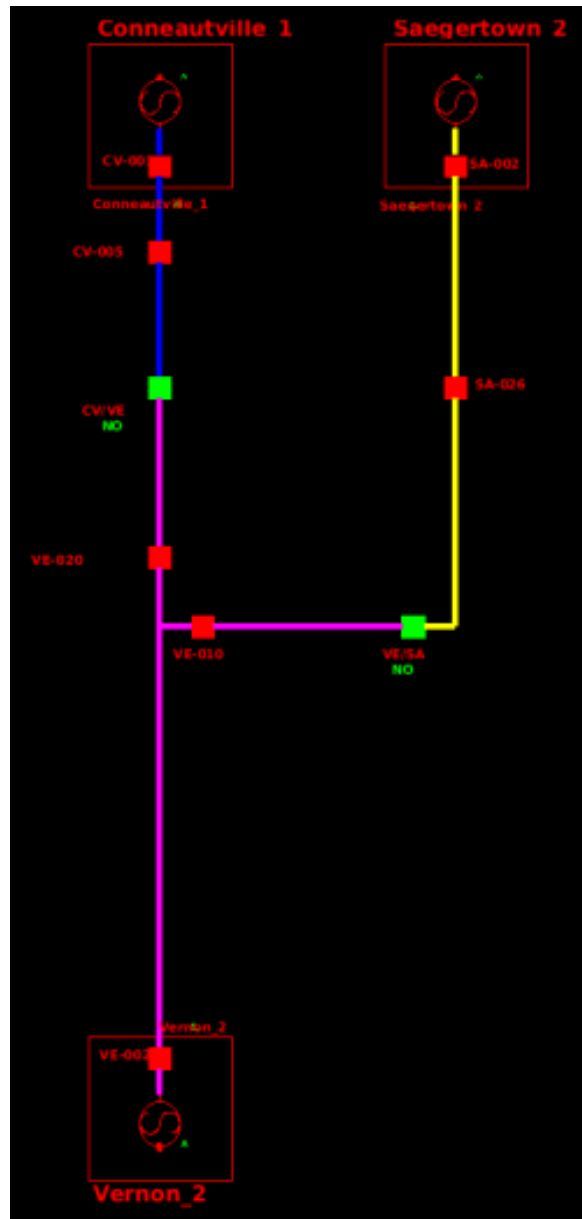 Conneautville 1
Saegertown 2
CV-00
SA-002
Conneautville_1
Saegertown 2
CV-005
SA-026
CV/VE
NO
VE-020
VE-010
VE/SA
NO
Vernon_2
VE-002
Vernon_2